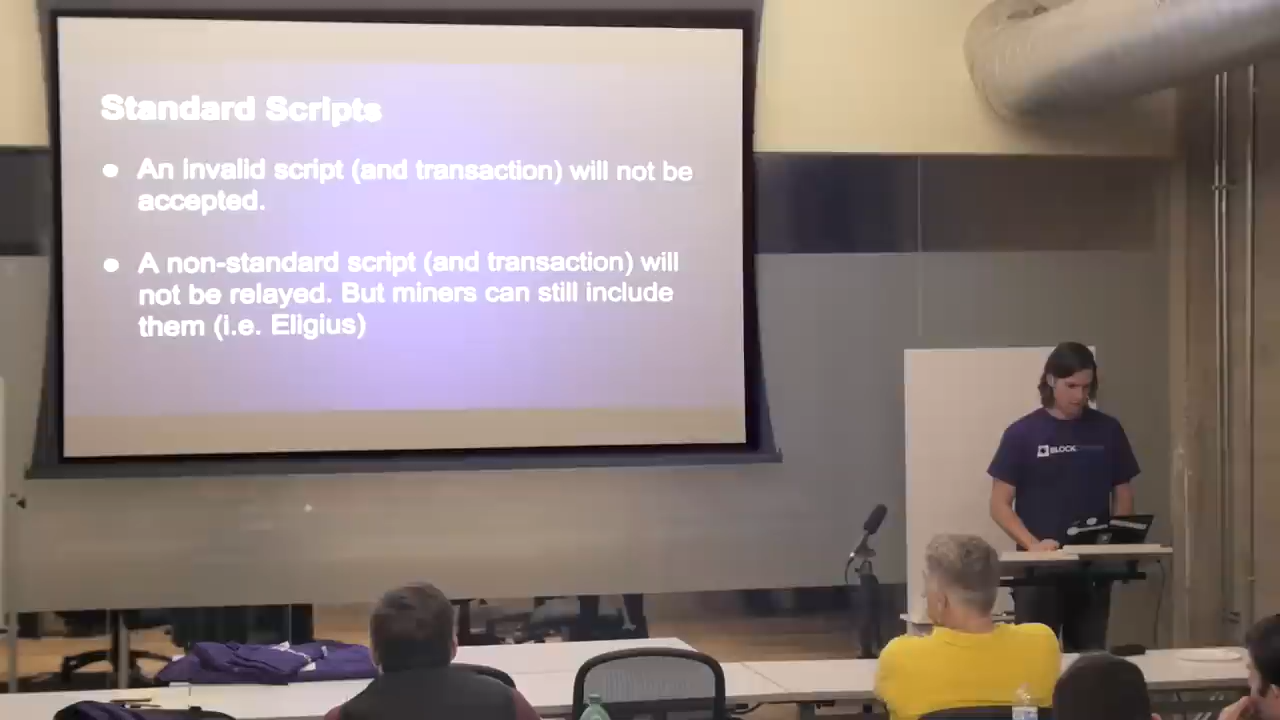 Standard Scripts
● An invalid script (and transaction) will not be
accepted.
● A non-standard script (and transaction) will
not be relayed. But miners can still include
them (i.e. Eligius)
BLOCK